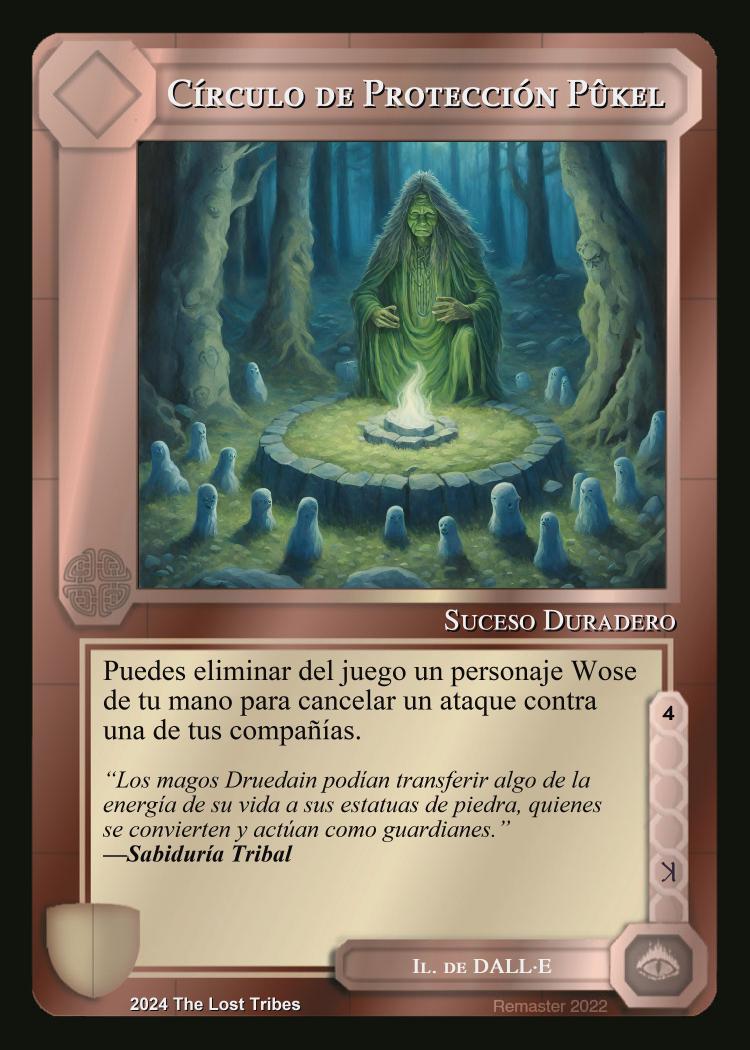 Círculo de Protección Pûkel
Suceso Duradero
Puedes eliminar del juego un personaje Wose
de tu mano para cancelar un ataque contra
una de tus compañías.
“Los magos Druedain podían transferir algo de la
energía de su vida a sus estatuas de piedra, quienes
se convierten y actúan como guardianes.”
—Sabiduría Tribal
4
Il. de DALL·E
2024 The Lost Tribes
Remaster 2022